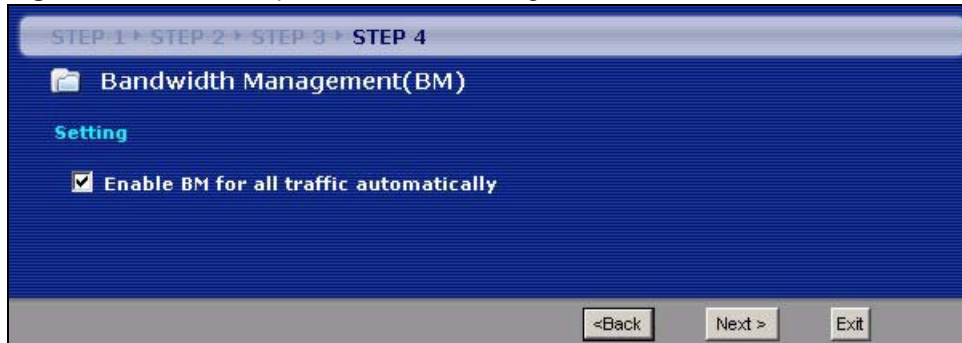 STEP 1 ▸ STEP 2 ▸ STEP 3 ▸ STEP 4
Bandwidth Management(BM)
Setting
Enable BM for all traffic automatically
<Back Next > Exit